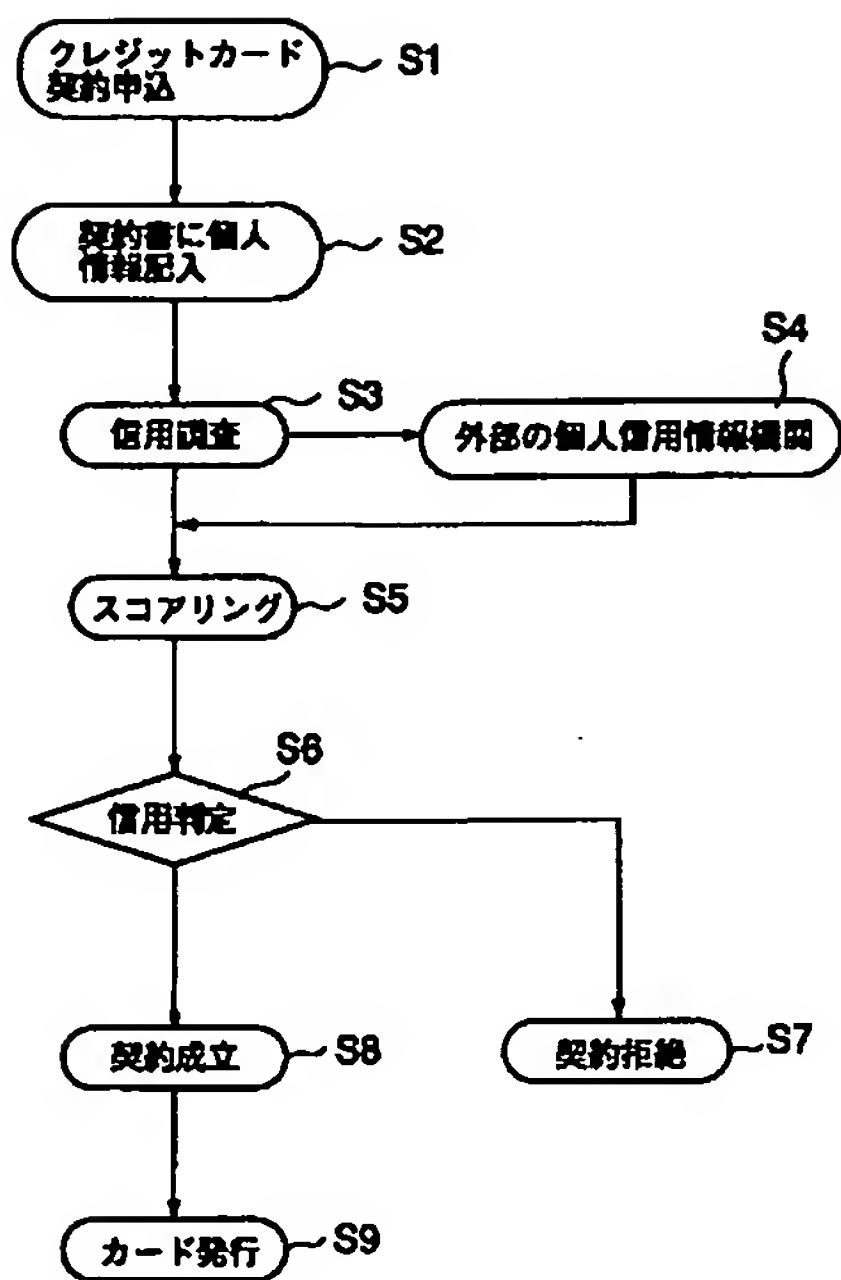 クレジットカード
契約申込
S1
契約書に個人
情報記入
S2
S4
S3
信用調査
外部の個人信用情報機関
スコアリング
S5
S6
信用判定
契約成立
S8
契約拒絶
S7
カード発行
S9